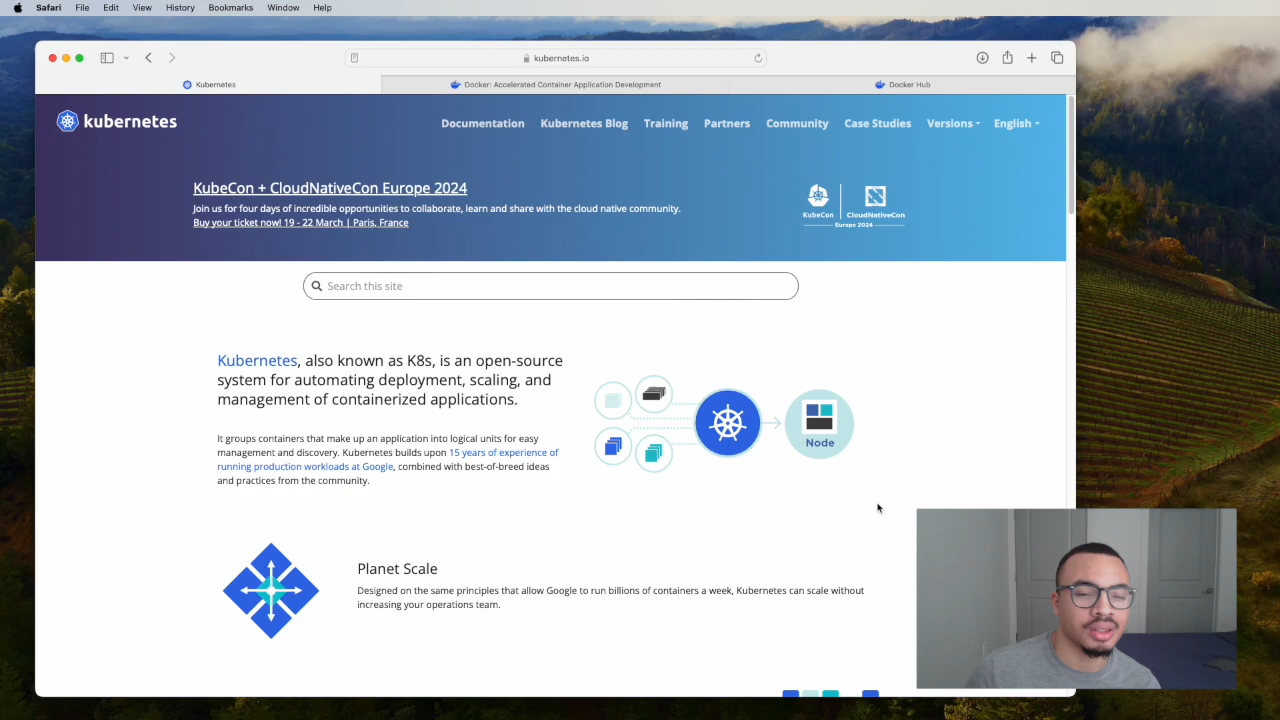 Safari File Edit View History Bookmarks Window Help
kubernetes.io
Kubernetes
Docker: Accelerated Container Application Development
Docker Hub
kubernetes
Documentation Kubernetes Blog Training Partners Community Case Studies Versions English
KubeCon + CloudNativeCon Europe 2024
Join us for four days of incredible opportunities to collaborate, learn and share with the cloud native community.
Buy your ticket now! 19 - 22 March | Paris, France
KubeCon CloudNativeCon
Europe 2024
Search this site
Kubernetes, also known as K8s, is an open-source
system for automating deployment, scaling, and
management of containerized applications.
It groups containers that make up an application into logical units for easy
management and discovery. Kubernetes builds upon 15 years of experience of
running production workloads at Google, combined with best-of-breed ideas
and practices from the community.
Node
Planet Scale
Designed on the same principles that allow Google to run billions of containers a week, Kubernetes can scale without
increasing your operations team.